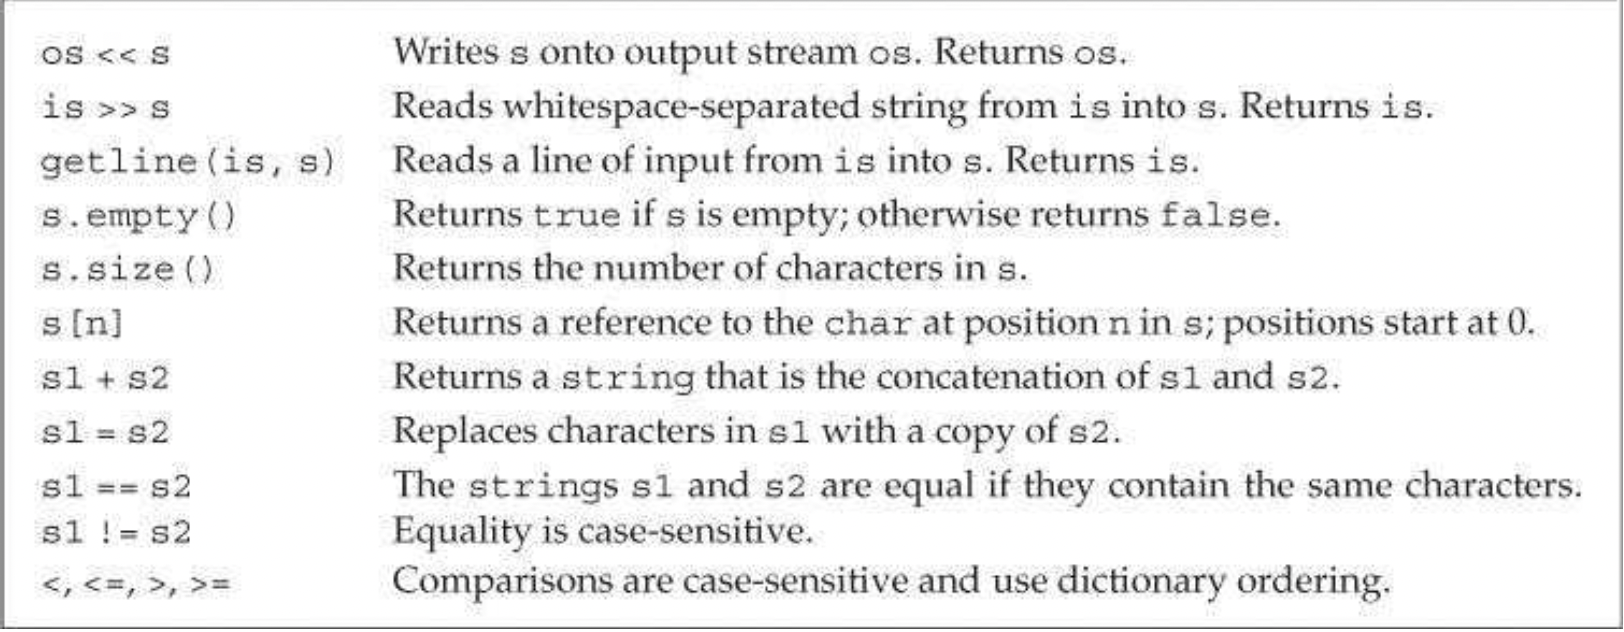 os << s Writes s onto output stream os. Returns os.
is >> s Reads whitespace-separated string from is into s. Returns is.
getline(is, s) Reads a line of input from is into s. Returns is.
s.empty() Returns true if s is empty; otherwise returns false.
s.size() Returns the number of characters in s.
s[n] Returns a reference to the char at position n in s; positions start at 0.
s1 + s2 Returns a string that is the concatenation of s1 and s2.
s1 = s2 Replaces characters in s1 with a copy of s2.
s1 == s2 The strings s1 and s2 are equal if they contain the same characters.
s1 != s2 Equality is case-sensitive.
<, <=, >, >= Comparisons are case-sensitive and use dictionary ordering.